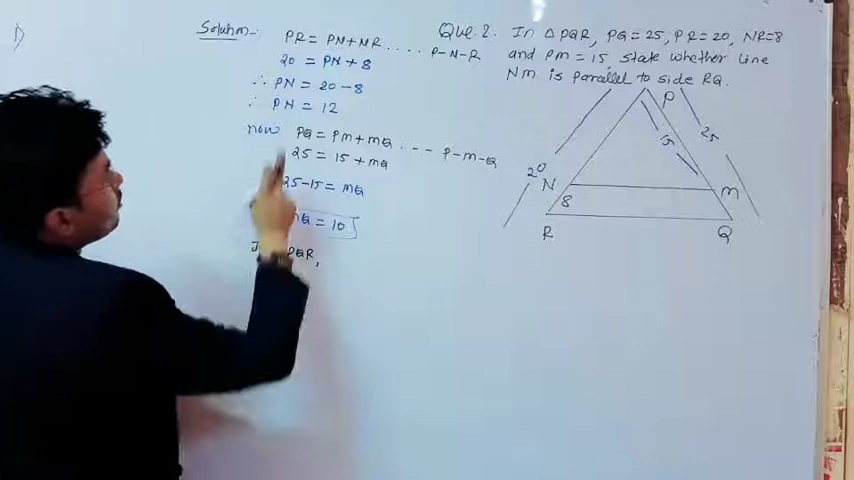 Solution:-
PR = PN + NR .... P-N-R
20 = PN + 8
∴ PN = 20 - 8
∴ PN = 12
now PQ = Pm + mQ .... P-m-Q
25 = 15 + mQ
25-15 = mQ
mQ = 10
PQR,
Que 2. In △PQR, PQ = 25, PR = 20, NR = 8
and Pm = 15, state whether line
Nm is parallel to side RQ.
P
20
15
25
N
m
8
R
Q